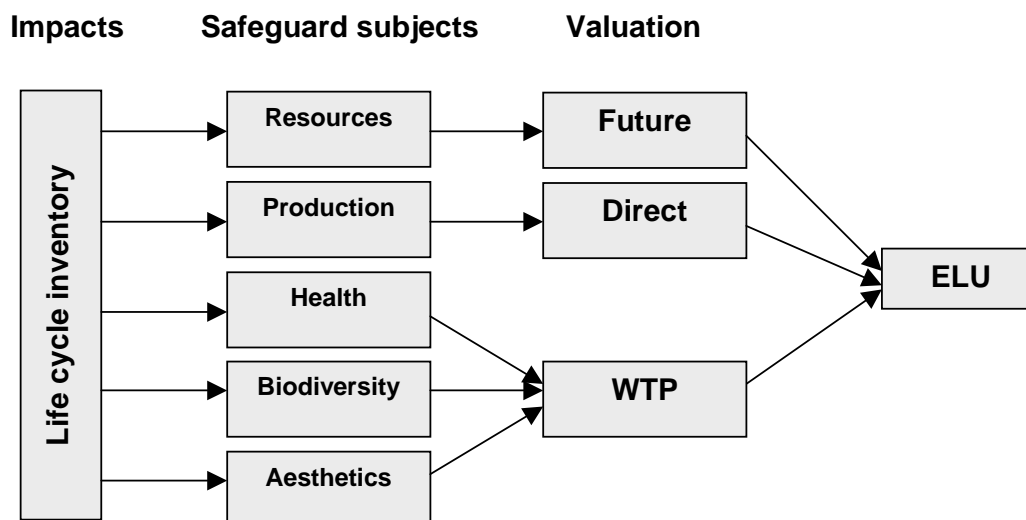 Impacts
Safeguard subjects
Valuation
Life cycle inventory
Resources
Future
Production
Direct
Health
ELU
Biodiversity
WTP
Aesthetics